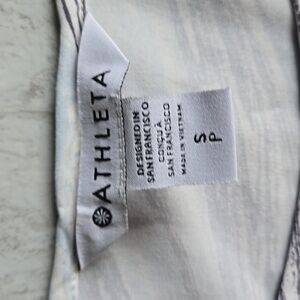 ATHLETA
DESIGNED IN
SAN FRANCISCO
CONÇU À
SAN FRANCISCO
MADE IN VIETNAM
S
P